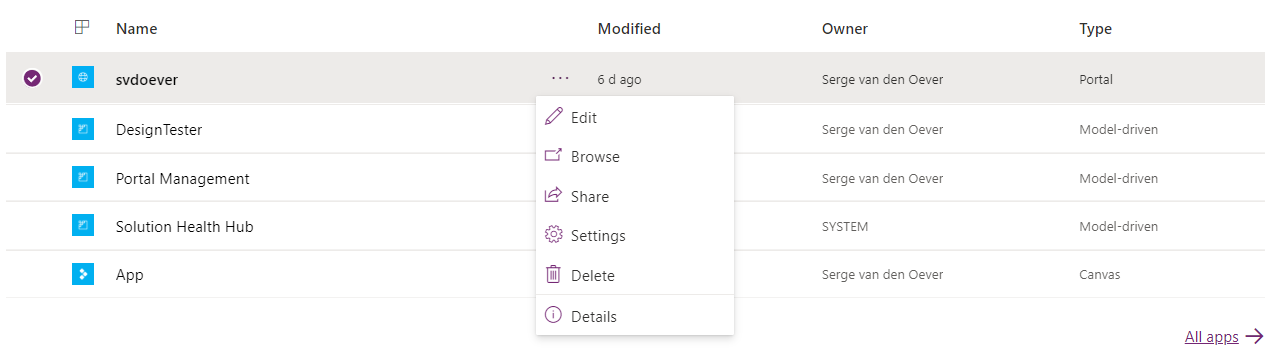 Name Modified Owner Type
svdoever ··· 6 d ago Serge van den Oever Portal
Edit
DesignTester Serge van den Oever Model-driven
Browse
Portal Management Serge van den Oever Model-driven
Share
Solution Health Hub SYSTEM Model-driven
Settings
App Serge van den Oever Canvas
Delete
Details
All apps